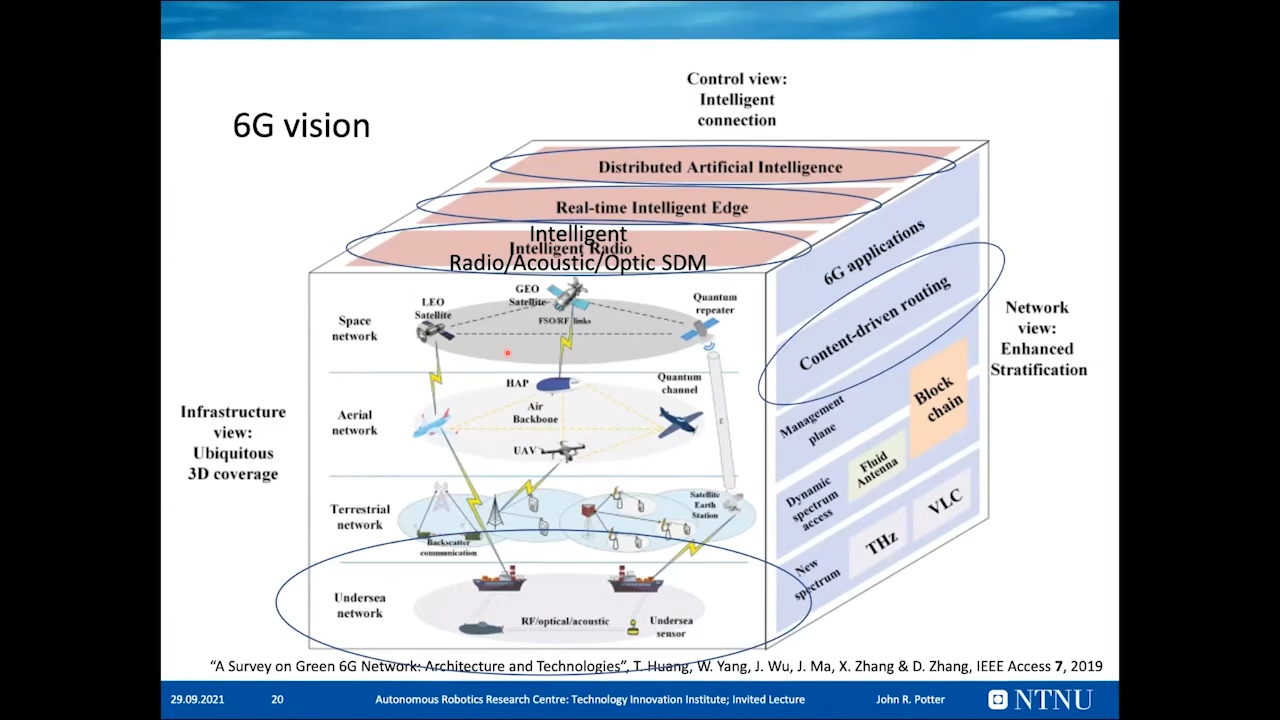 Control view:
Intelligent
connection
6G vision
Distributed Artificial Intelligence
Real-time Intelligent Edge
Intelligent Radio
Intelligent
Radio/Acoustic/Optic SDM
6G applications
Content-driven routing
Management
plane
Block
chain
Dynamic
spectrum
access
Fluid
Antenna
New
spectrum
THz
VLC
Network
view:
Enhanced
Stratification
Infrastructure
view:
Ubiquitous
3D coverage
Space
network
LEO
Satellite
GEO
Satellite
FSO/RF links
Quantum
repeater
Aerial
network
HAP
Air
Backbone
UAV
Quantum
channel
Terrestrial
network
Backscatter
communication
Satellite
Earth
Station
Undersea
network
RF/optical/acoustic
Undersea
sensor
“A Survey on Green 6G Network: Architecture and Technologies”, T. Huang, W. Yang, J. Wu, J. Ma, X. Zhang & D. Zhang, IEEE Access 7, 2019
29.09.2021
20
Autonomous Robotics Research Centre: Technology Innovation Institute; Invited Lecture
John R. Potter
NTNU